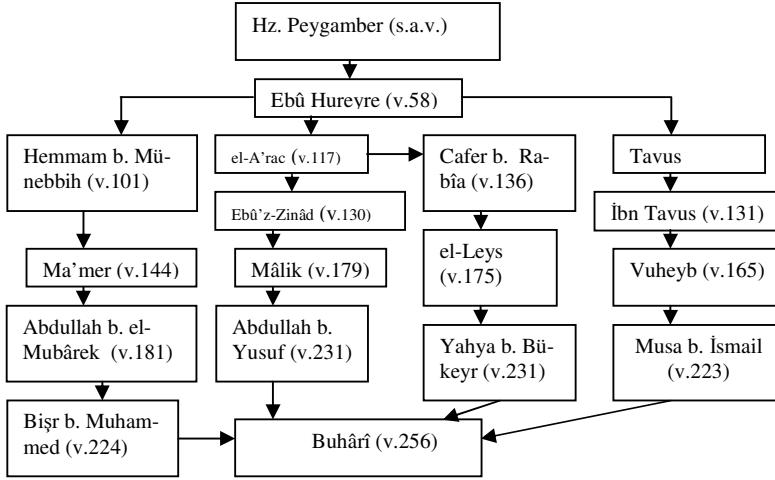 Hz. Peygamber (s.a.v.)
Ebû Hureyre (v.58)
Hemmam b. Mü-
nebbih (v.101)
el-A'rac (v.117)
Cafer b. Ra-
bîa (v.136)
Tavus
Ebû'z-Zinâd (v.130)
İbn Tavus (v.131)
Ma'mer (v.144)
Mâlik (v.179)
el-Leys
(v.175)
Vuheyb (v.165)
Abdullah b. el-
Mubârek (v.181)
Abdullah b.
Yusuf (v.231)
Yahya b. Bü-
keyr (v.231)
Musa b. İsmail
(v.223)
Bişr b. Muham-
med (v.224)
Buhârî (v.256)